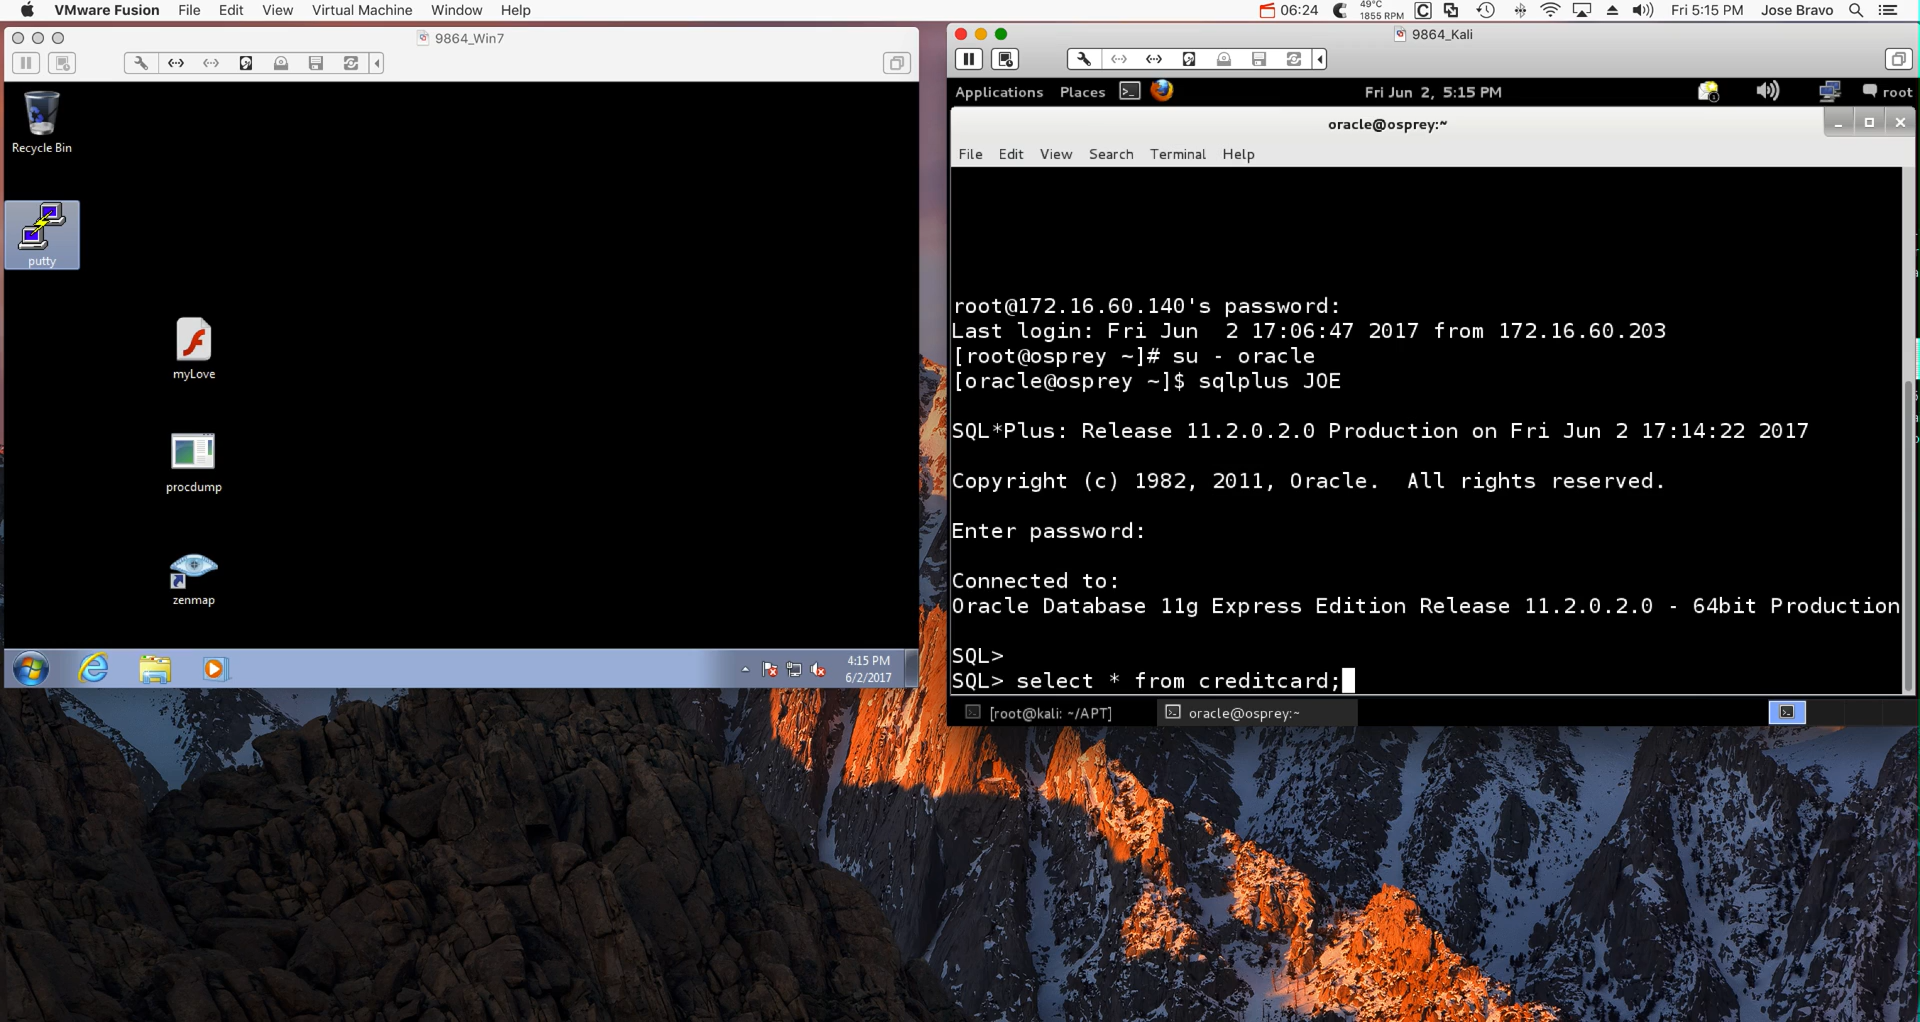 VMware Fusion File Edit View Virtual Machine Window Help
06:24 49°C 1855 RPM Fri 5:15 PM Jose Bravo
9864_Win7
Recycle Bin
putty
myLove
procdump
zenmap
4:15 PM
6/2/2017
9864_Kali
Applications Places Fri Jun 2, 5:15 PM root
oracle@osprey:~
File Edit View Search Terminal Help
root@172.16.60.140's password:
Last login: Fri Jun  2 17:06:47 2017 from 172.16.60.203
[root@osprey ~]# su - oracle
[oracle@osprey ~]$ sqlplus JOE
SQL*Plus: Release 11.2.0.2.0 Production on Fri Jun 2 17:14:22 2017
Copyright (c) 1982, 2011, Oracle.  All rights reserved.
Enter password:
Connected to:
Oracle Database 11g Express Edition Release 11.2.0.2.0 - 64bit Production
SQL>
SQL> select * from creditcard;
[root@kali: ~/APT] oracle@osprey:~